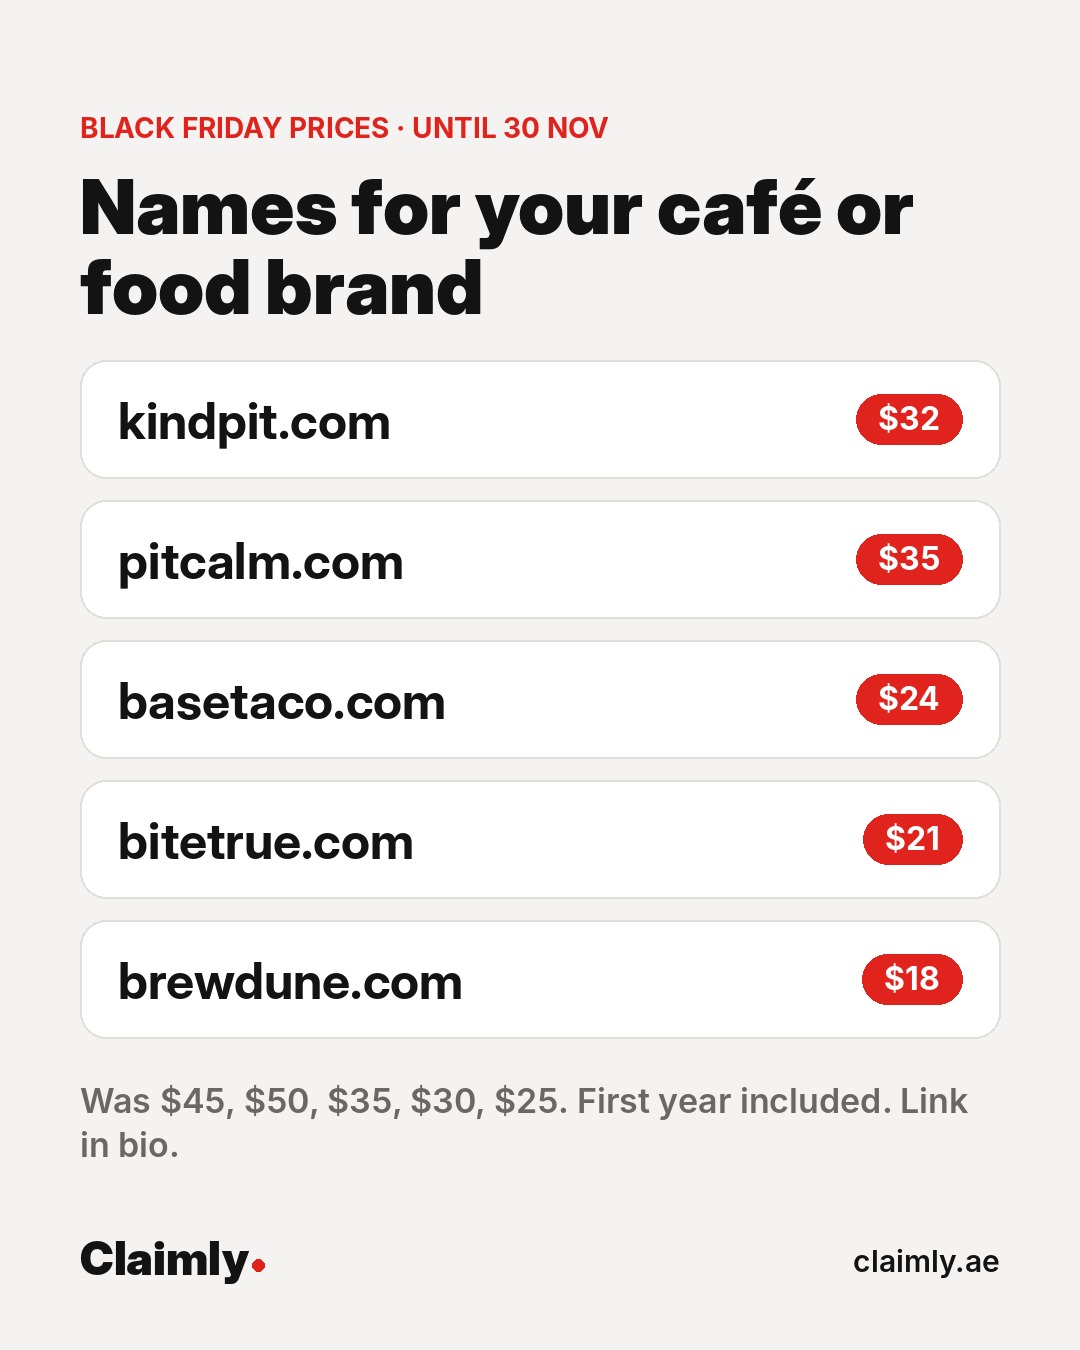 BLACK FRIDAY PRICES · UNTIL 30 NOV
Names for your café or
food brand
kindpit.com $32
pitcalm.com $35
basetaco.com $24
bitetrue.com $21
brewdune.com $18
Was $45, $50, $35, $30, $25. First year included. Link
in bio.
Claimly. claimly.ae